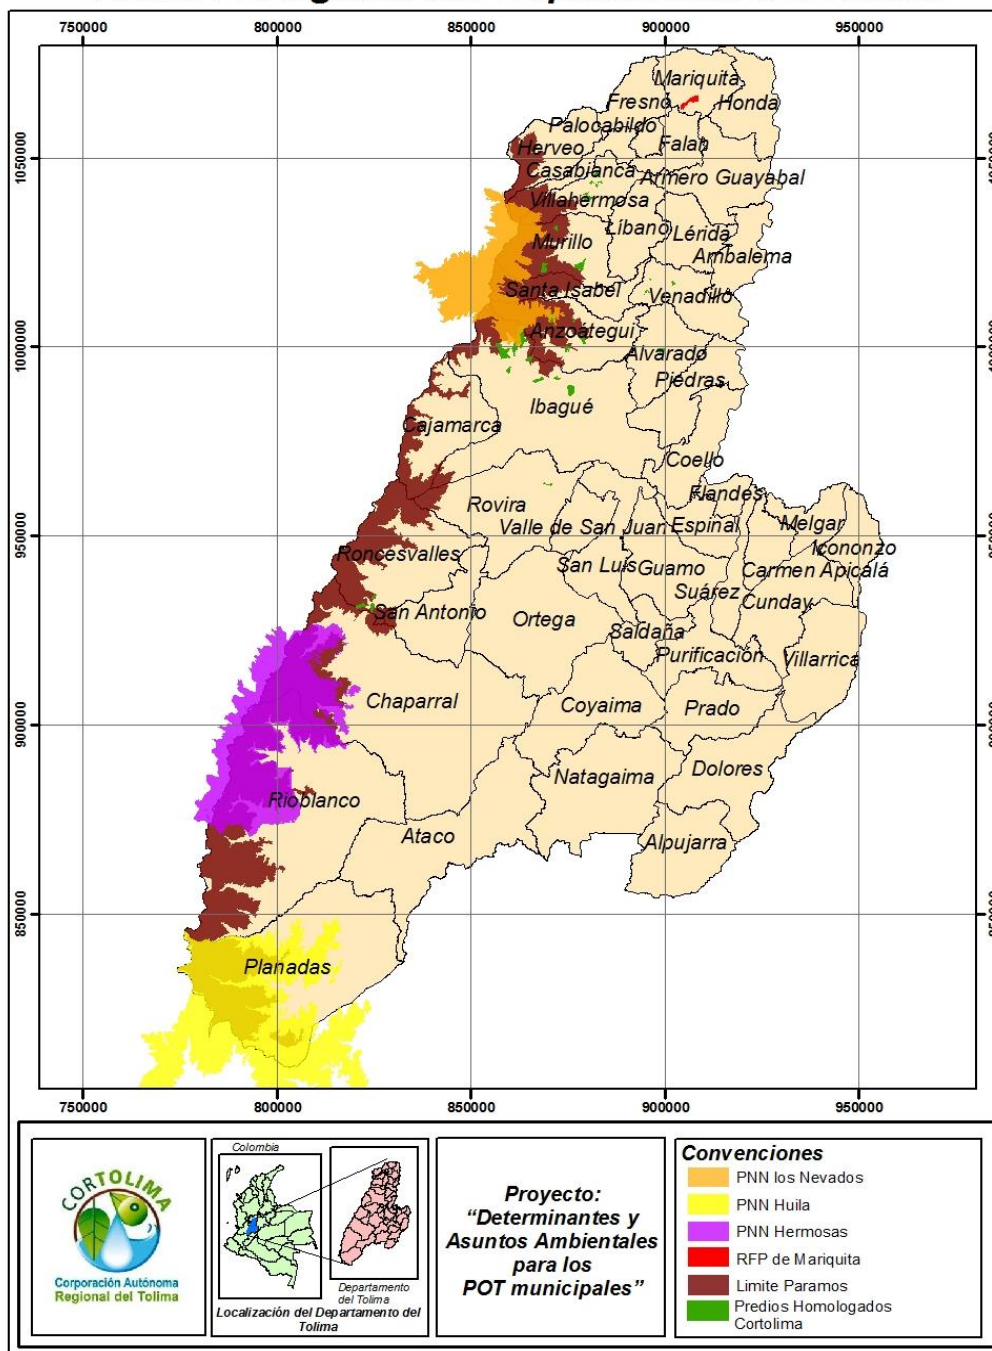 750000 800000 850000 900000 950000
Mariquita
Fresno
Honda
Palocabildo
Herveo
Falan
Casabianca
Armero Guayabal
Villahermosa
Líbano
Lérida
Murillo
Ambalema
Santa Isabel
Venadillo
Anzoátegui
Alvarado
Piedras
Ibagué
Cajamarca
Coello
Flandes
Rovira
Valle de San Juan
Espinal
Melgar
Icononzo
Roncesvalles
San Luis
Guamo
Carmen Apicalá
Suárez
Cunday
San Antonio
Ortega
Saldaña
Purificación
Villarrica
Chaparral
Coyaima
Prado
Natagaima
Dolores
Rioblanco
Ataco
Alpujarra
Planadas
1050000
1000000
950000
900000
850000
750000 800000 850000 900000 950000
CORTOLIMA
Corporación Autónoma
Regional del Tolima
Colombia
Departamento
del Tolima
Localización del Departamento del
Tolima
Proyecto:
“Determinantes y
Asuntos Ambientales
para los
POT municipales”
Convenciones
PNN los Nevados
PNN Huila
PNN Hermosas
RFP de Mariquita
Limite Paramos
Predios Homologados
Cortolima